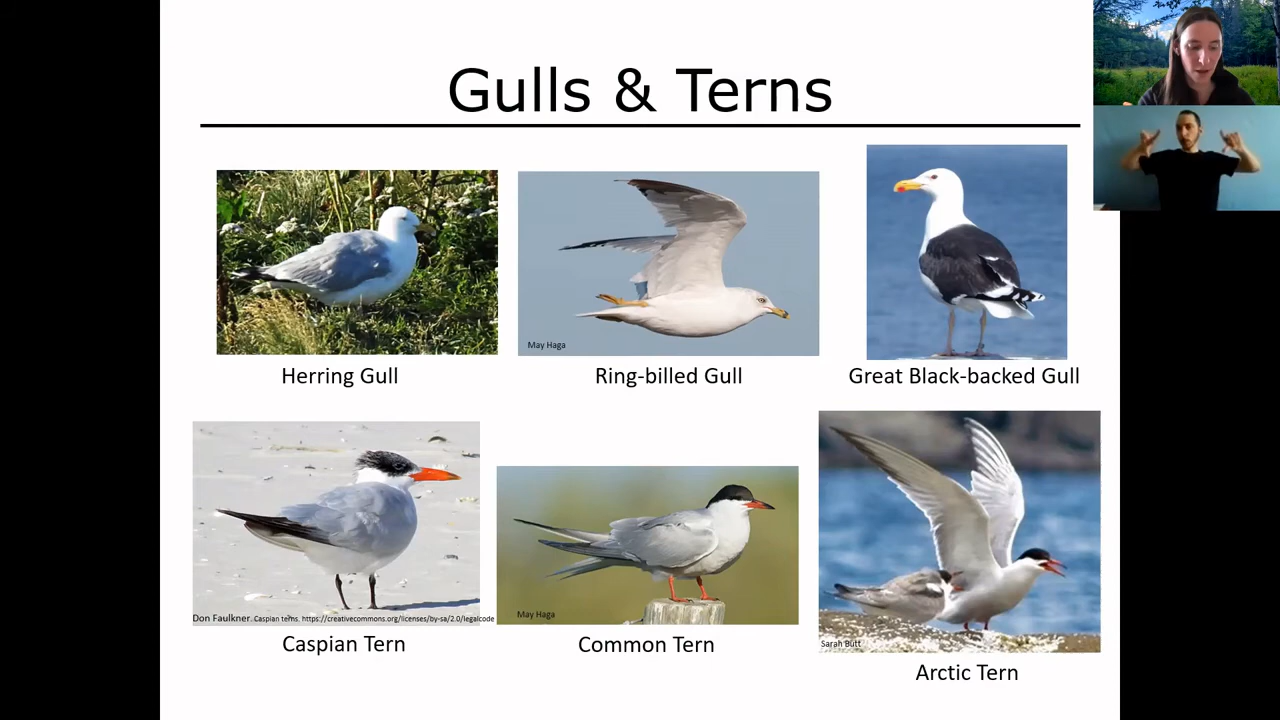 Gulls & Terns
May Haga
Herring Gull
Ring-billed Gull
Great Black-backed Gull
Don Faulkner. Caspian terns. https://creativecommons.org/licenses/by-sa/2.0/legalcode
May Haga
Sarah Butt
Caspian Tern
Common Tern
Arctic Tern